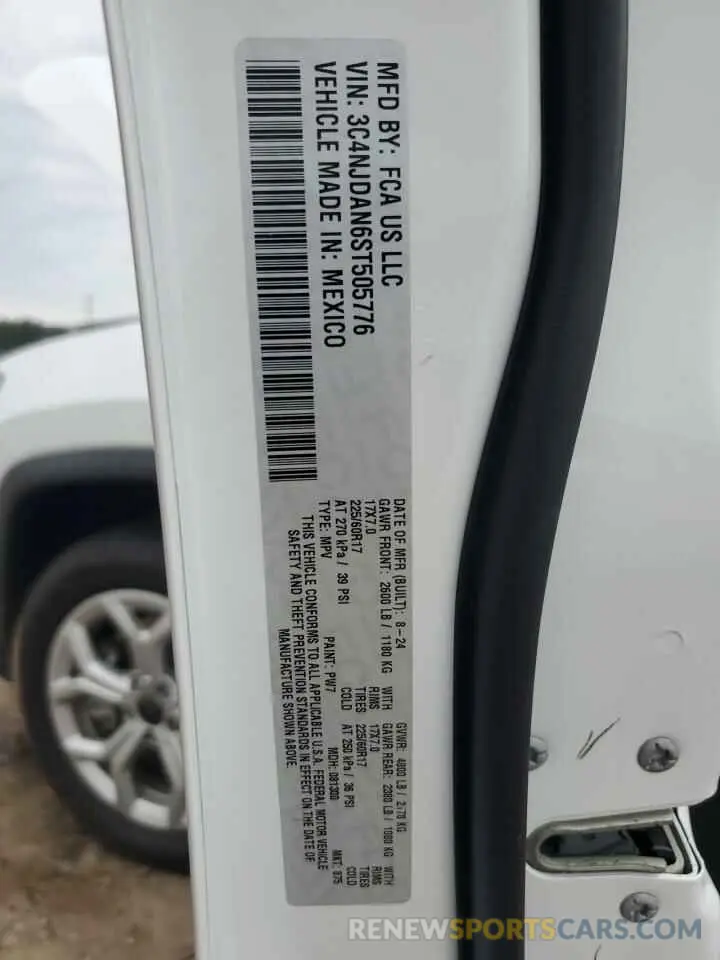 MFD BY: FCA US LLC
VIN: 3C4NJDAN6ST505776
VEHICLE MADE IN: MEXICO
DATE OF MFR (BUILT): 8-24 GVWR: 4800 LB / 2178 KG
GAWR FRONT: 2600 LB / 1180 KG WITH GAWR REAR: 2380 LB / 1080 KG WITH
17X7.0 RIMS 17X7.0 RIMS
225/60R17 TIRES 225/60R17 TIRES
AT 270 kPa / 39 PSI COLD AT 250 kPa / 36 PSI COLD
TYPE: MPV PAINT: PW7 MDH: 081300 MKT: 875
THIS VEHICLE CONFORMS TO ALL APPLICABLE U.S.A. FEDERAL MOTOR VEHICLE
SAFETY AND THEFT PREVENTION STANDARDS IN EFFECT ON THE DATE OF
MANUFACTURE SHOWN ABOVE.
RENEWSPORTSCARS.COM